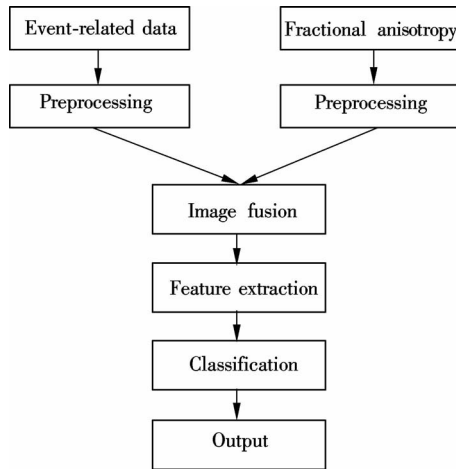 Event-related data
Fractional anisotropy
Preprocessing
Preprocessing
Image fusion
Feature extraction
Classification
Output